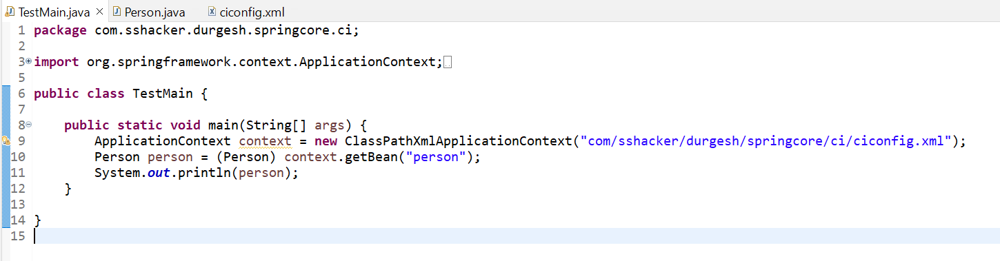 TestMain.java × Person.java ciconfig.xml
1 package com.sshacker.durgesh.springcore.ci;
2
3 import org.springframework.context.ApplicationContext;
5
6 public class TestMain {
7
8 public static void main(String[] args) {
9 ApplicationContext context = new ClassPathXmlApplicationContext("com/sshacker/durgesh/springcore/ci/ciconfig.xml");
10 Person person = (Person) context.getBean("person");
11 System.out.println(person);
12 }
13
14 }
15